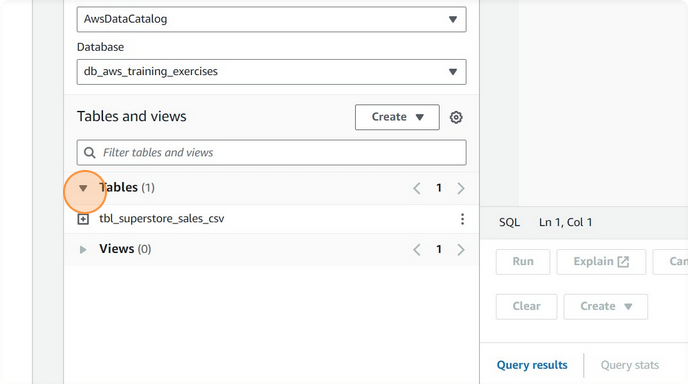 AwsDataCatalog
Database
db_aws_training_exercises
Tables and views
Create
Filter tables and views
Tables (1)
1
tbl_superstore_sales_csv
Views (0)
1
SQL Ln 1, Col 1
Run Explain Can
Clear Create
Query results Query stats